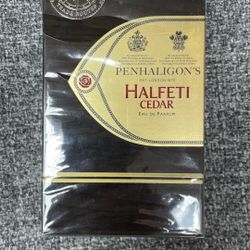 PENHALIGON'S
HALFETI
CEDAR
EAU DE PARFUM